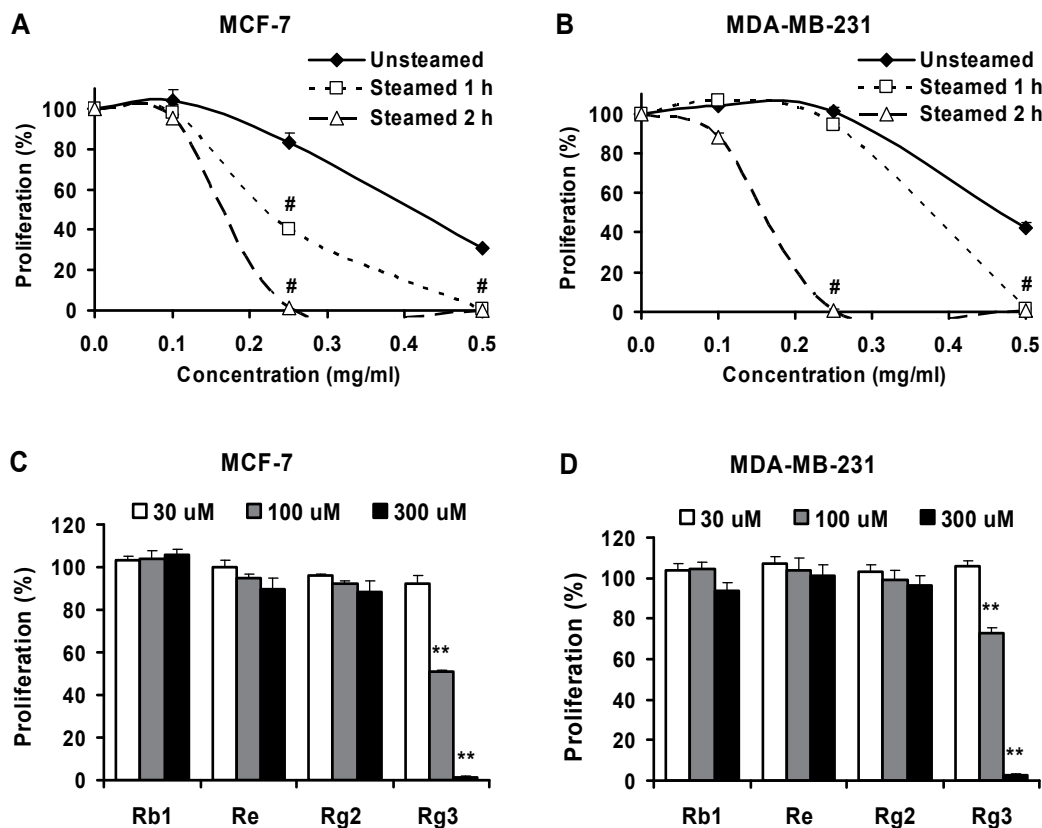 A
MCF-7
Unsteamed
Steamed 1 h
Steamed 2 h
Proliferation (%)
100
80
60
40
20
0
#
#
#
0.0 0.1 0.2 0.3 0.4 0.5
Concentration (mg/ml)
B
MDA-MB-231
Unsteamed
Steamed 1 h
Steamed 2 h
Proliferation (%)
100
80
60
40
20
0
#
#
0.0 0.1 0.2 0.3 0.4 0.5
Concentration (mg/ml)
C
MCF-7
30 uM 100 uM 300 uM
Proliferation (%)
120
100
80
60
40
20
0
**
**
Rb1 Re Rg2 Rg3
D
MDA-MB-231
30 uM 100 uM 300 uM
Proliferation (%)
120
100
80
60
40
20
0
**
**
Rb1 Re Rg2 Rg3